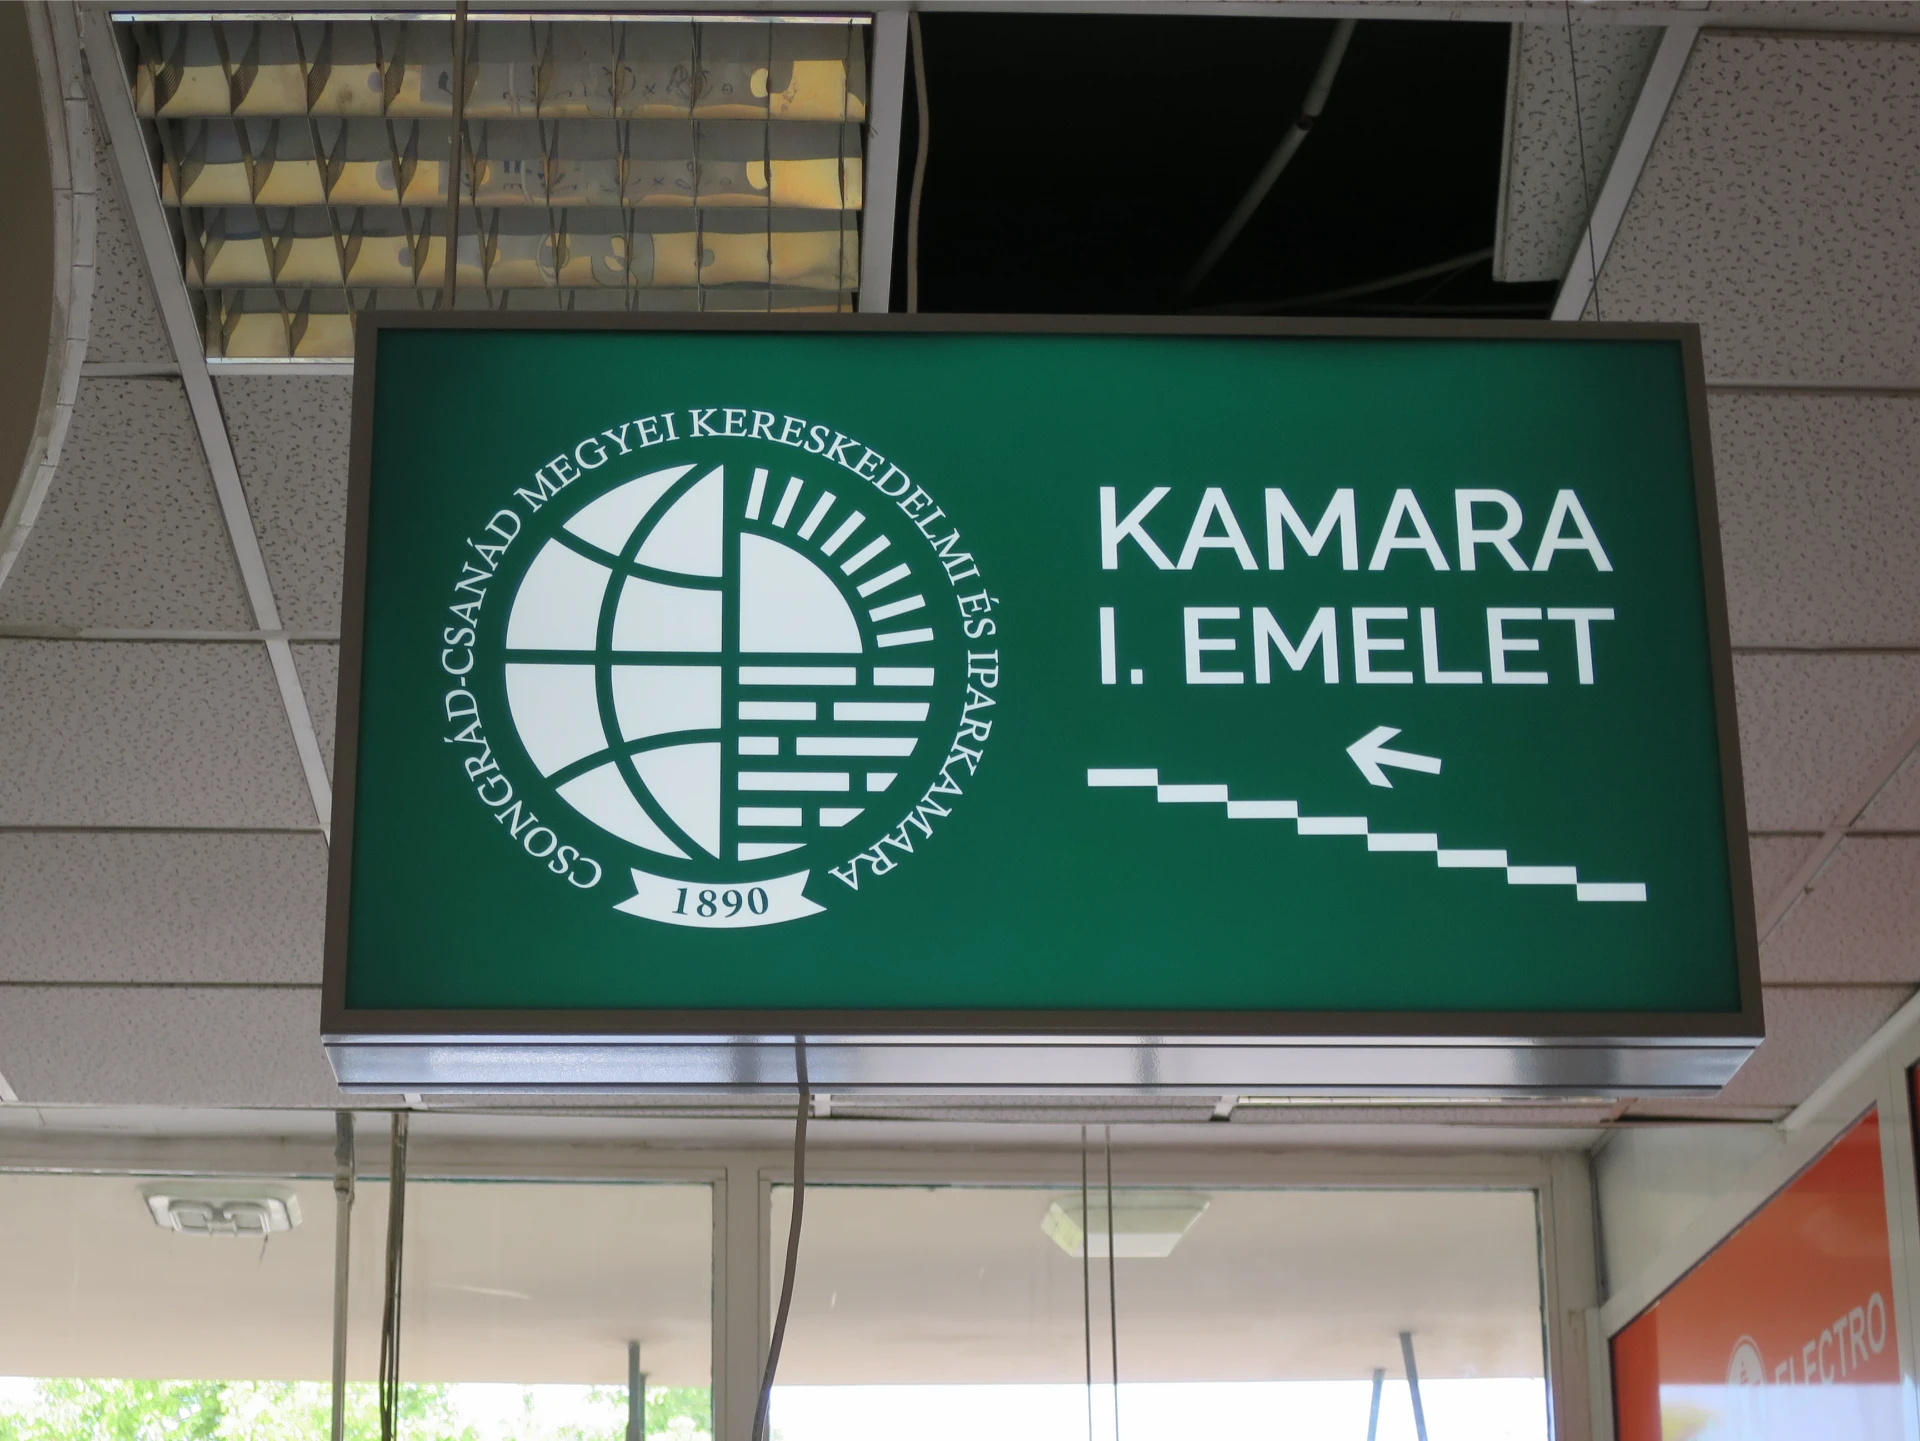 CSONGRÁD-CSANÁD MEGYEI KERESKEDELMI ÉS IPARKAMARA
1890
KAMARA
I. EMELET
ELECTRO